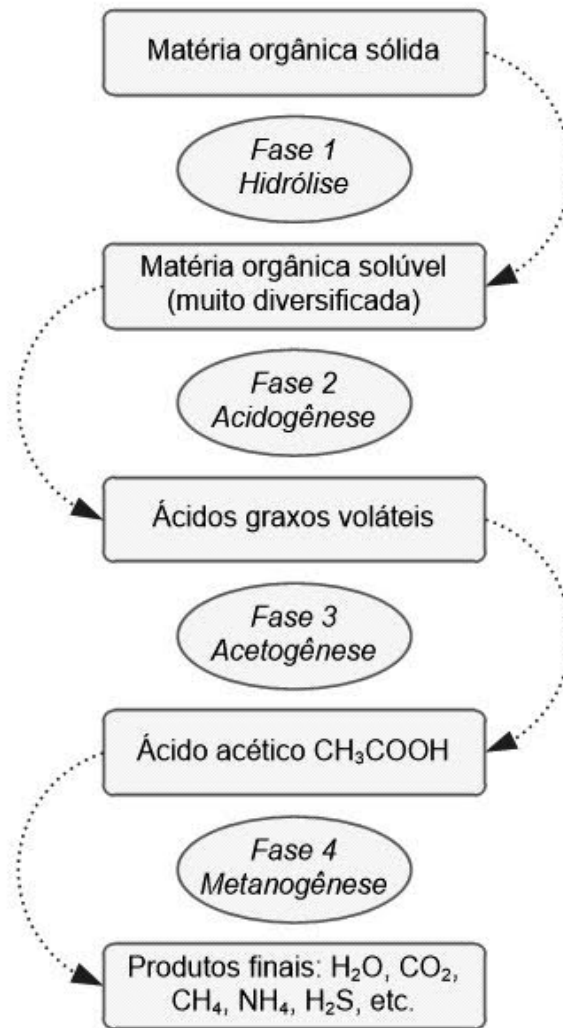 Matéria orgânica sólida
Fase 1
Hidrólise
Matéria orgânica solúvel
(muito diversificada)
Fase 2
Acidogênese
Ácidos graxos voláteis
Fase 3
Acetogênese
Ácido acético CH₃COOH
Fase 4
Metanogênese
Produtos finais: H₂O, CO₂,
CH₄, NH₄, H₂S, etc.